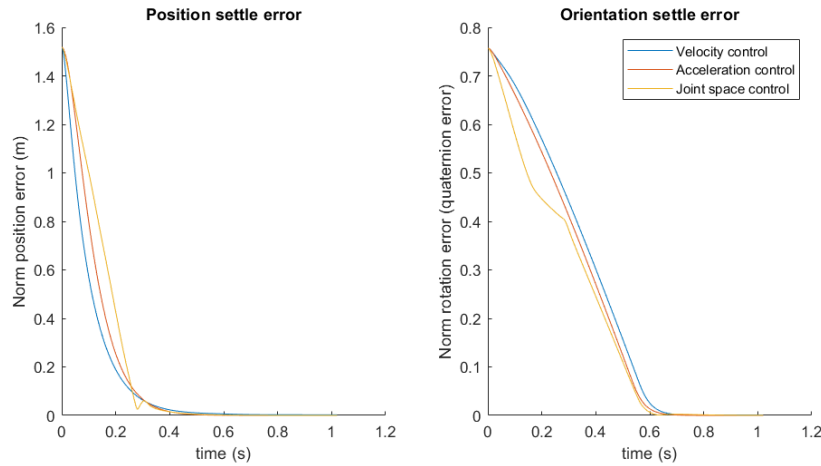 Position settle error
1.6
1.4
1.2
1
0.8
0.6
0.4
0.2
0
0 0.2 0.4 0.6 0.8 1 1.2
Norm position error (m)
time (s)
Orientation settle error
0.8
0.7
0.6
0.5
0.4
0.3
0.2
0.1
0
0 0.2 0.4 0.6 0.8 1 1.2
Norm rotation error (quaternion error)
time (s)
Velocity control
Acceleration control
Joint space control